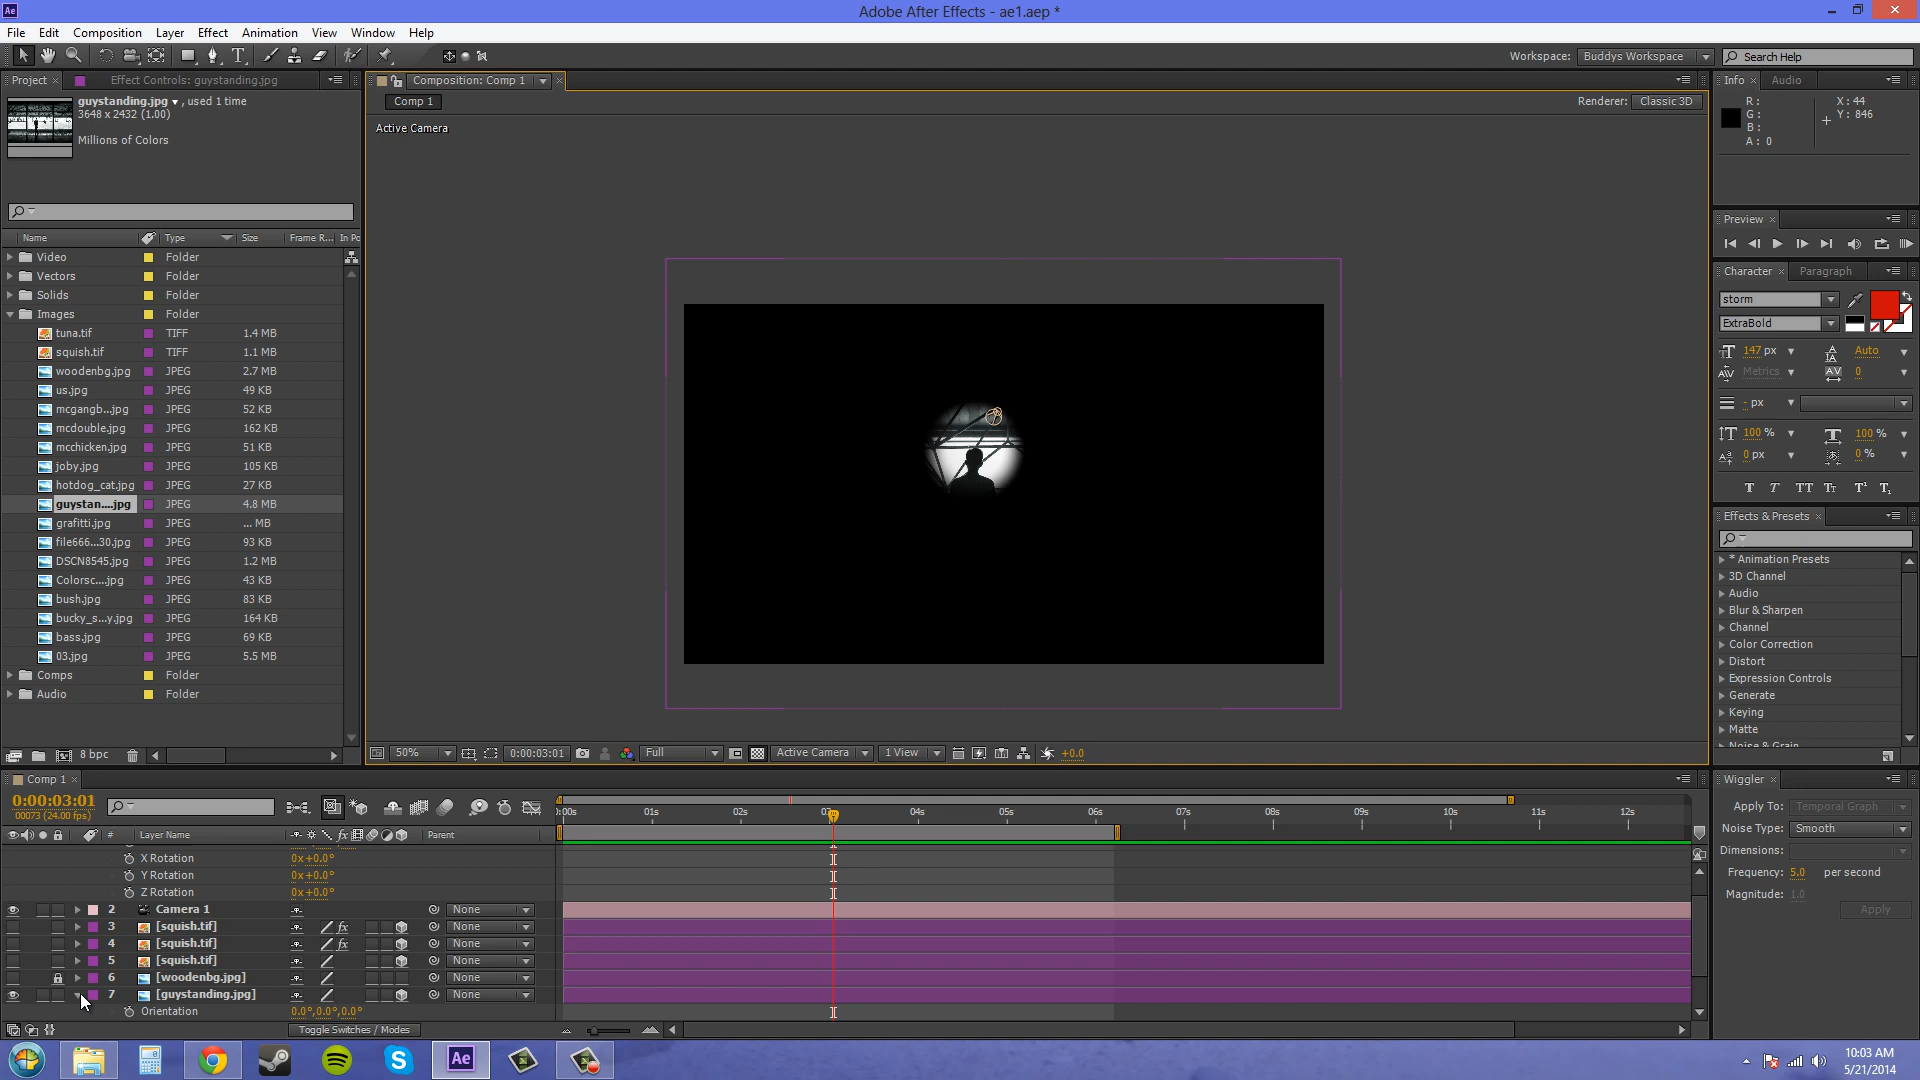 Adobe After Effects - ae1.aep *
File Edit Composition Layer Effect Animation View Window Help
Workspace: Buddys Workspace Search Help
Project × Effect Controls: guystanding.jpg
guystanding.jpg ▾ , used 1 time
3648 x 2432 (1.00)
Millions of Colors
Name Type Size Frame R... In Po
Video Folder
Vectors Folder
Solids Folder
Images Folder
tuna.tif TIFF 1.4 MB
squish.tif TIFF 1.1 MB
woodenbg.jpg JPEG 2.7 MB
us.jpg JPEG 49 KB
mcgangb...jpg JPEG 52 KB
mcdouble.jpg JPEG 162 KB
mcchicken.jpg JPEG 51 KB
joby.jpg JPEG 105 KB
hotdog_cat.jpg JPEG 27 KB
guystan....jpg JPEG 4.8 MB
grafitti.jpg JPEG ... MB
file666...30.jpg JPEG 93 KB
DSCN8545.jpg JPEG 1.2 MB
Colorsc....jpg JPEG 43 KB
bush.jpg JPEG 83 KB
bucky_s...y.jpg JPEG 164 KB
bass.jpg JPEG 69 KB
03.jpg JPEG 5.5 MB
Comps Folder
Audio Folder
8 bpc
Composition: Comp 1
Comp 1
Renderer: Classic 3D
Active Camera
50% 0:00:03:01 Full Active Camera 1 View +0.0
Info × Audio
R: X: 44
G: Y: 846
B:
A: 0
Preview ×
Character × Paragraph
storm
ExtraBold
147 px Auto
Metrics 0
- px
100 % 100 %
0 px 0 %
T T TT Tt T¹ T₁
Effects & Presets ×
* Animation Presets
3D Channel
Audio
Blur & Sharpen
Channel
Color Correction
Distort
Expression Controls
Generate
Keying
Matte
Noise & Grain
Comp 1 ×
0:00:03:01
00073 (24.00 fps)
:00s 01s 02s 03s 04s 05s 06s 07s 08s 09s 10s 11s 12s
# Layer Name fx Parent
X Rotation 0x+0.0°
Y Rotation 0x+0.0°
Z Rotation 0x+0.0°
2 Camera 1 None
3 [squish.tif] fx None
4 [squish.tif] fx None
5 [squish.tif] None
6 [woodenbg.jpg] None
7 [guystanding.jpg] None
Orientation 0.0°,0.0°,0.0°
Toggle Switches / Modes
Wiggler ×
Apply To: Temporal Graph
Noise Type: Smooth
Dimensions:
Frequency: 5.0 per second
Magnitude: 1.0
Apply
Ae
10:03 AM
5/21/2014